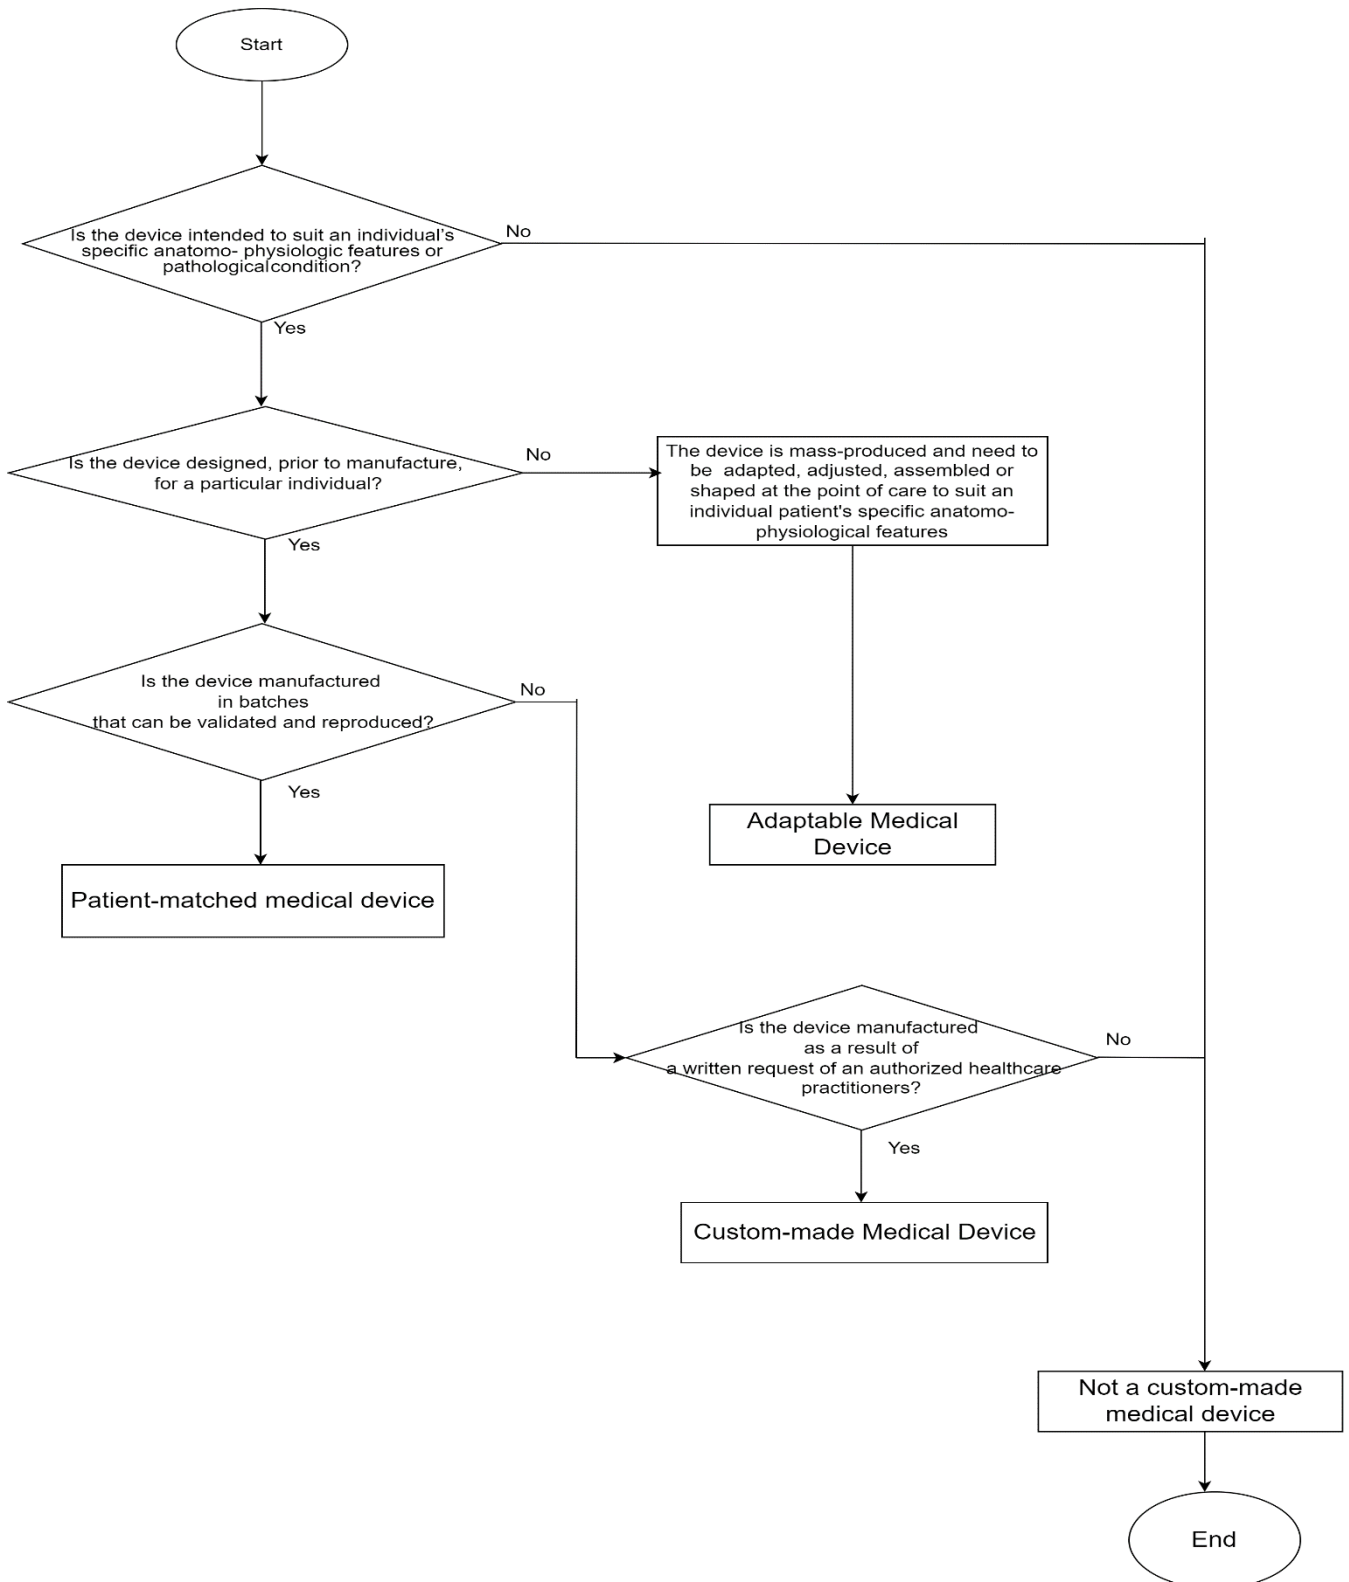 Start
No
Is the device intended to suit an individual's
specific anatomo- physiologic features or
pathologicalcondition?
Yes
Is the device designed, prior to manufacture,
for a particular individual?
No
The device is mass-produced and need to
be adapted, adjusted, assembled or
shaped at the point of care to suit an
individual patient's specific anatomo-
physiological features
Yes
Is the device manufactured
in batches
that can be validated and reproduced?
No
Yes
Adaptable Medical
Device
Patient-matched medical device
Is the device manufactured
as a result of
a written request of an authorized healthcare
practitioners?
No
Yes
Custom-made Medical Device
Not a custom-made
medical device
End